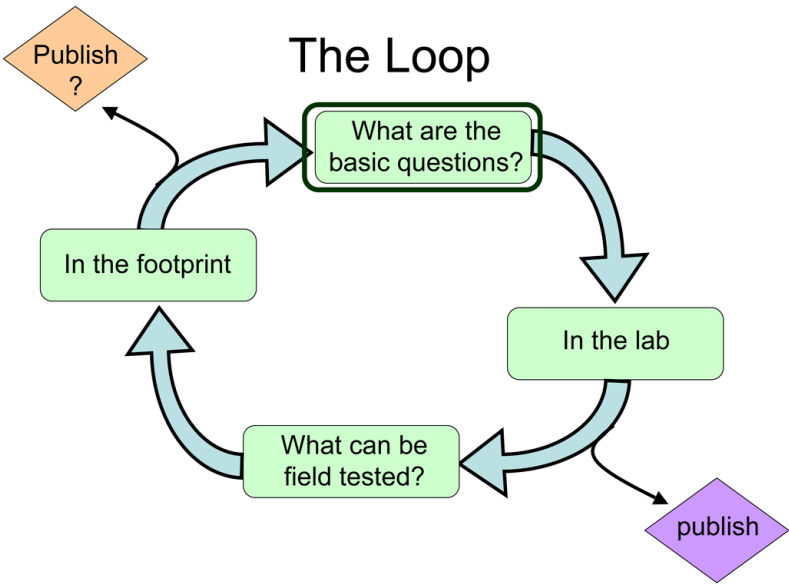 The Loop
Publish
?
What are the
basic questions?
In the footprint
In the lab
What can be
field tested?
publish